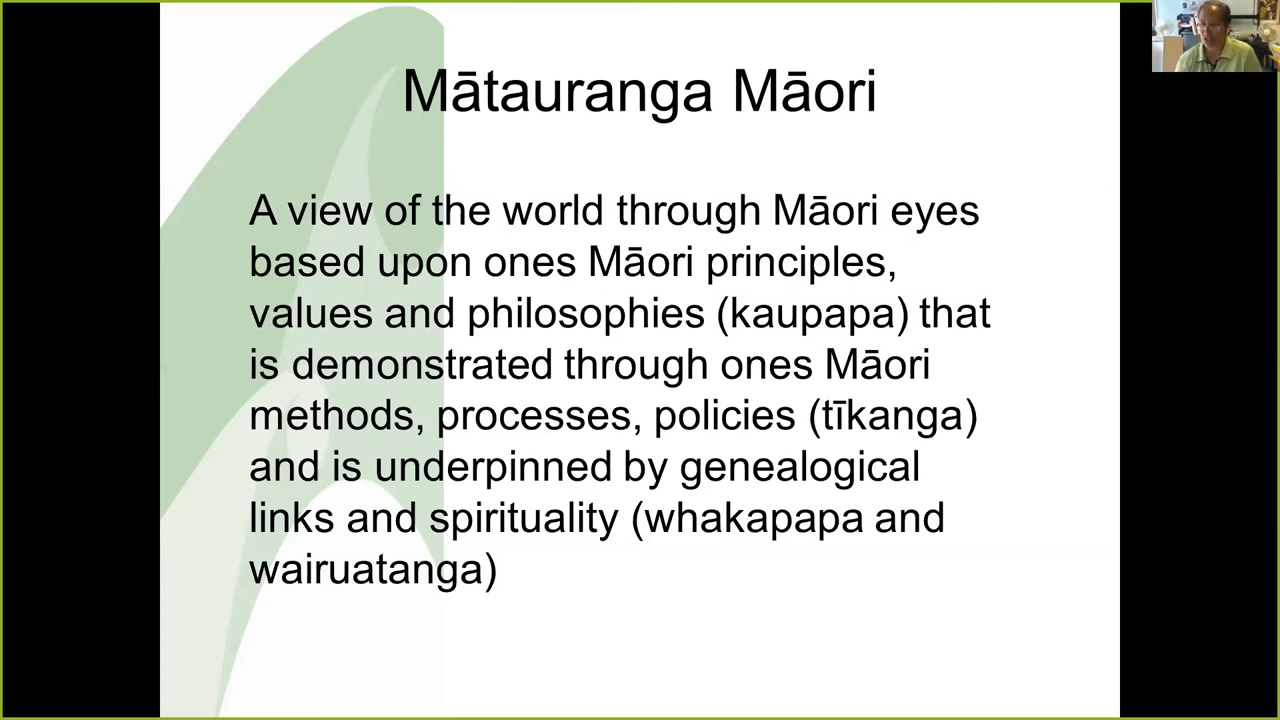 Mātauranga Māori
A view of the world through Māori eyes
based upon ones Māori principles,
values and philosophies (kaupapa) that
is demonstrated through ones Māori
methods, processes, policies (tīkanga)
and is underpinned by genealogical
links and spirituality (whakapapa and
wairuatanga)